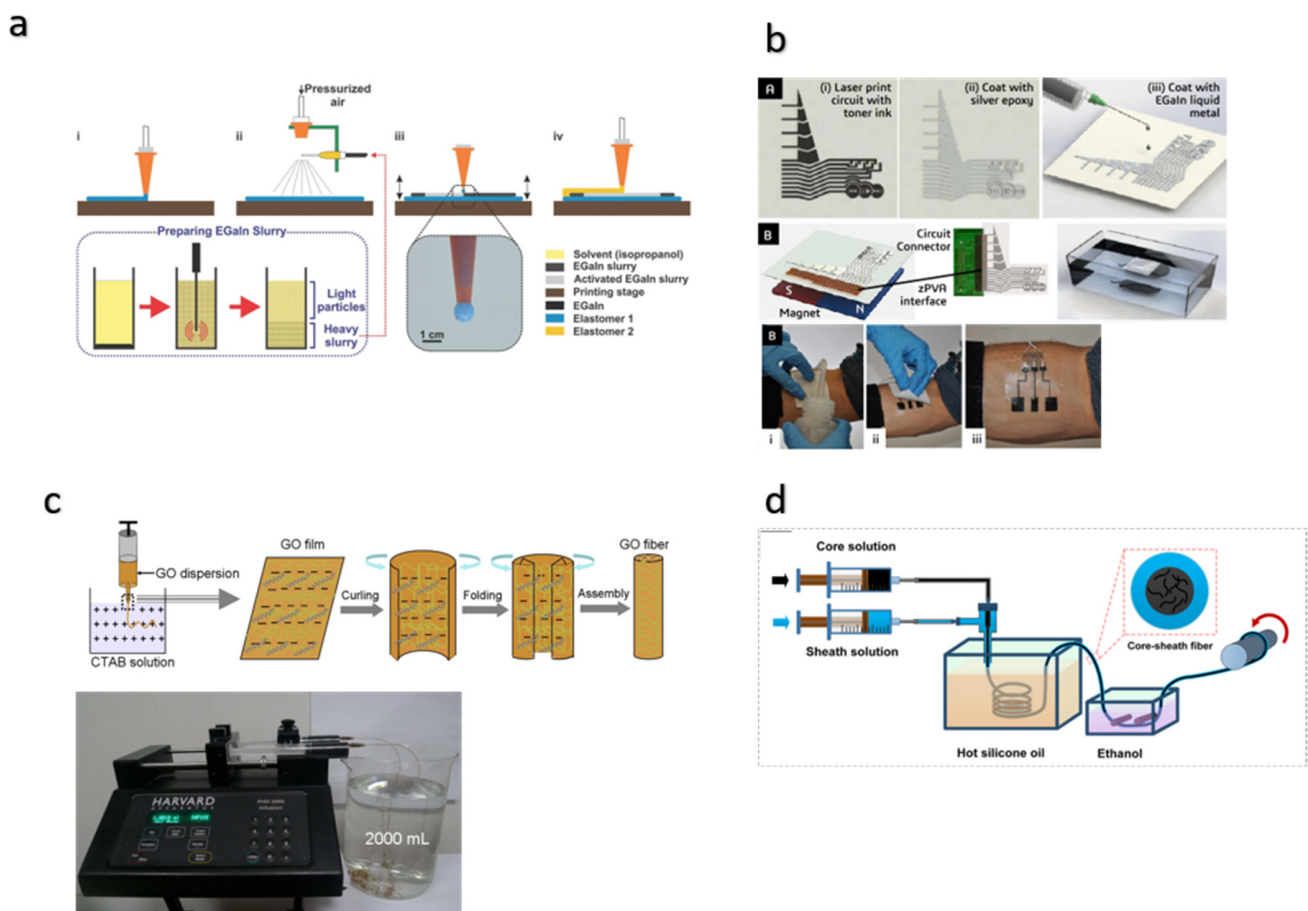 a
Pressurized
air
i
ii
iii
iv
Preparing EGaIn Slurry
Light
particles
Heavy
slurry
1 cm
Solvent (isopropanol)
EGaIn slurry
Activated EGaIn slurry
Printing stage
EGaIn
Elastomer 1
Elastomer 2
b
A
(i) Laser print
circuit with
toner ink
(ii) Coat with
silver epoxy
(iii) Coat with
EGaIn liquid
metal
B
Circuit
Connector
zPVA
interface
S
N
Magnet
B
i
ii
iii
c
GO dispersion
CTAB solution
GO film
Curling
Folding
Assembly
GO fiber
HARVARD
APPARATUS
PHD 2000
Infusion
2000 mL
d
Core solution
Sheath solution
Core-sheath fiber
Hot silicone oil
Ethanol